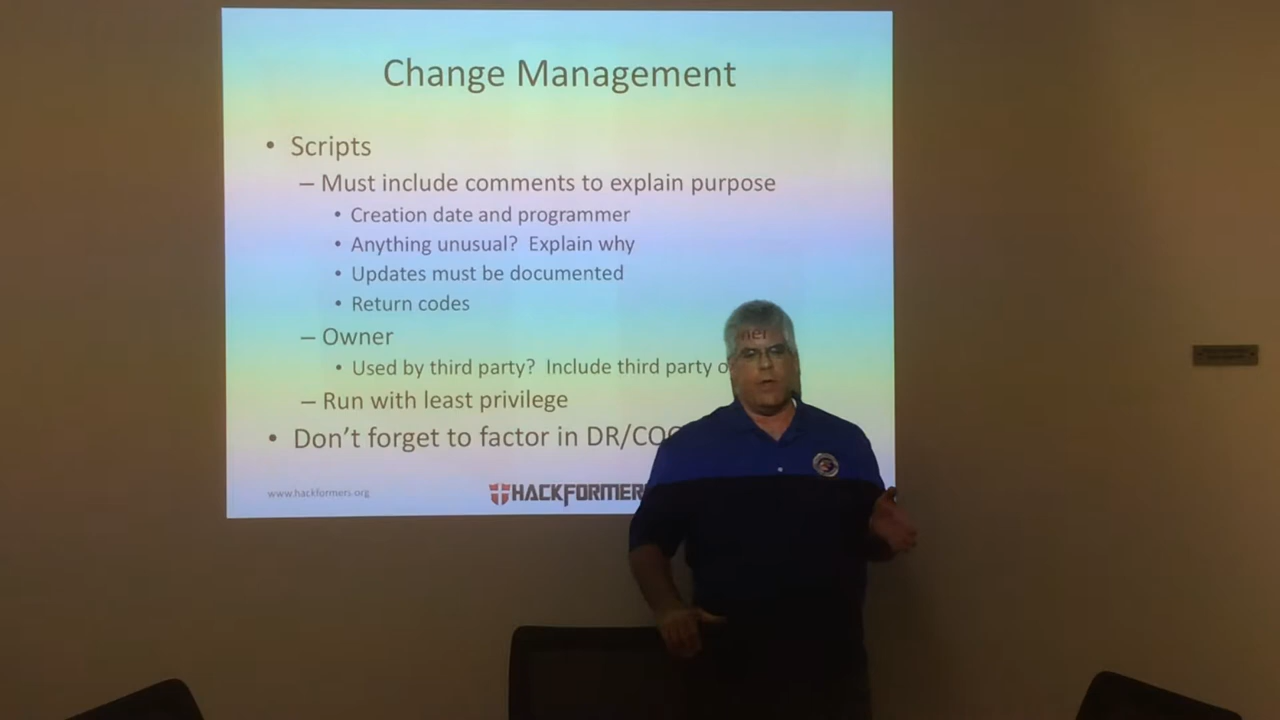 Change Management
• Scripts
– Must include comments to explain purpose
• Creation date and programmer
• Anything unusual? Explain why
• Updates must be documented
• Return codes
– Owner
• Used by third party? Include third party
– Run with least privilege
• Don't forget to factor in
www.hackformers.org HACKFORMER